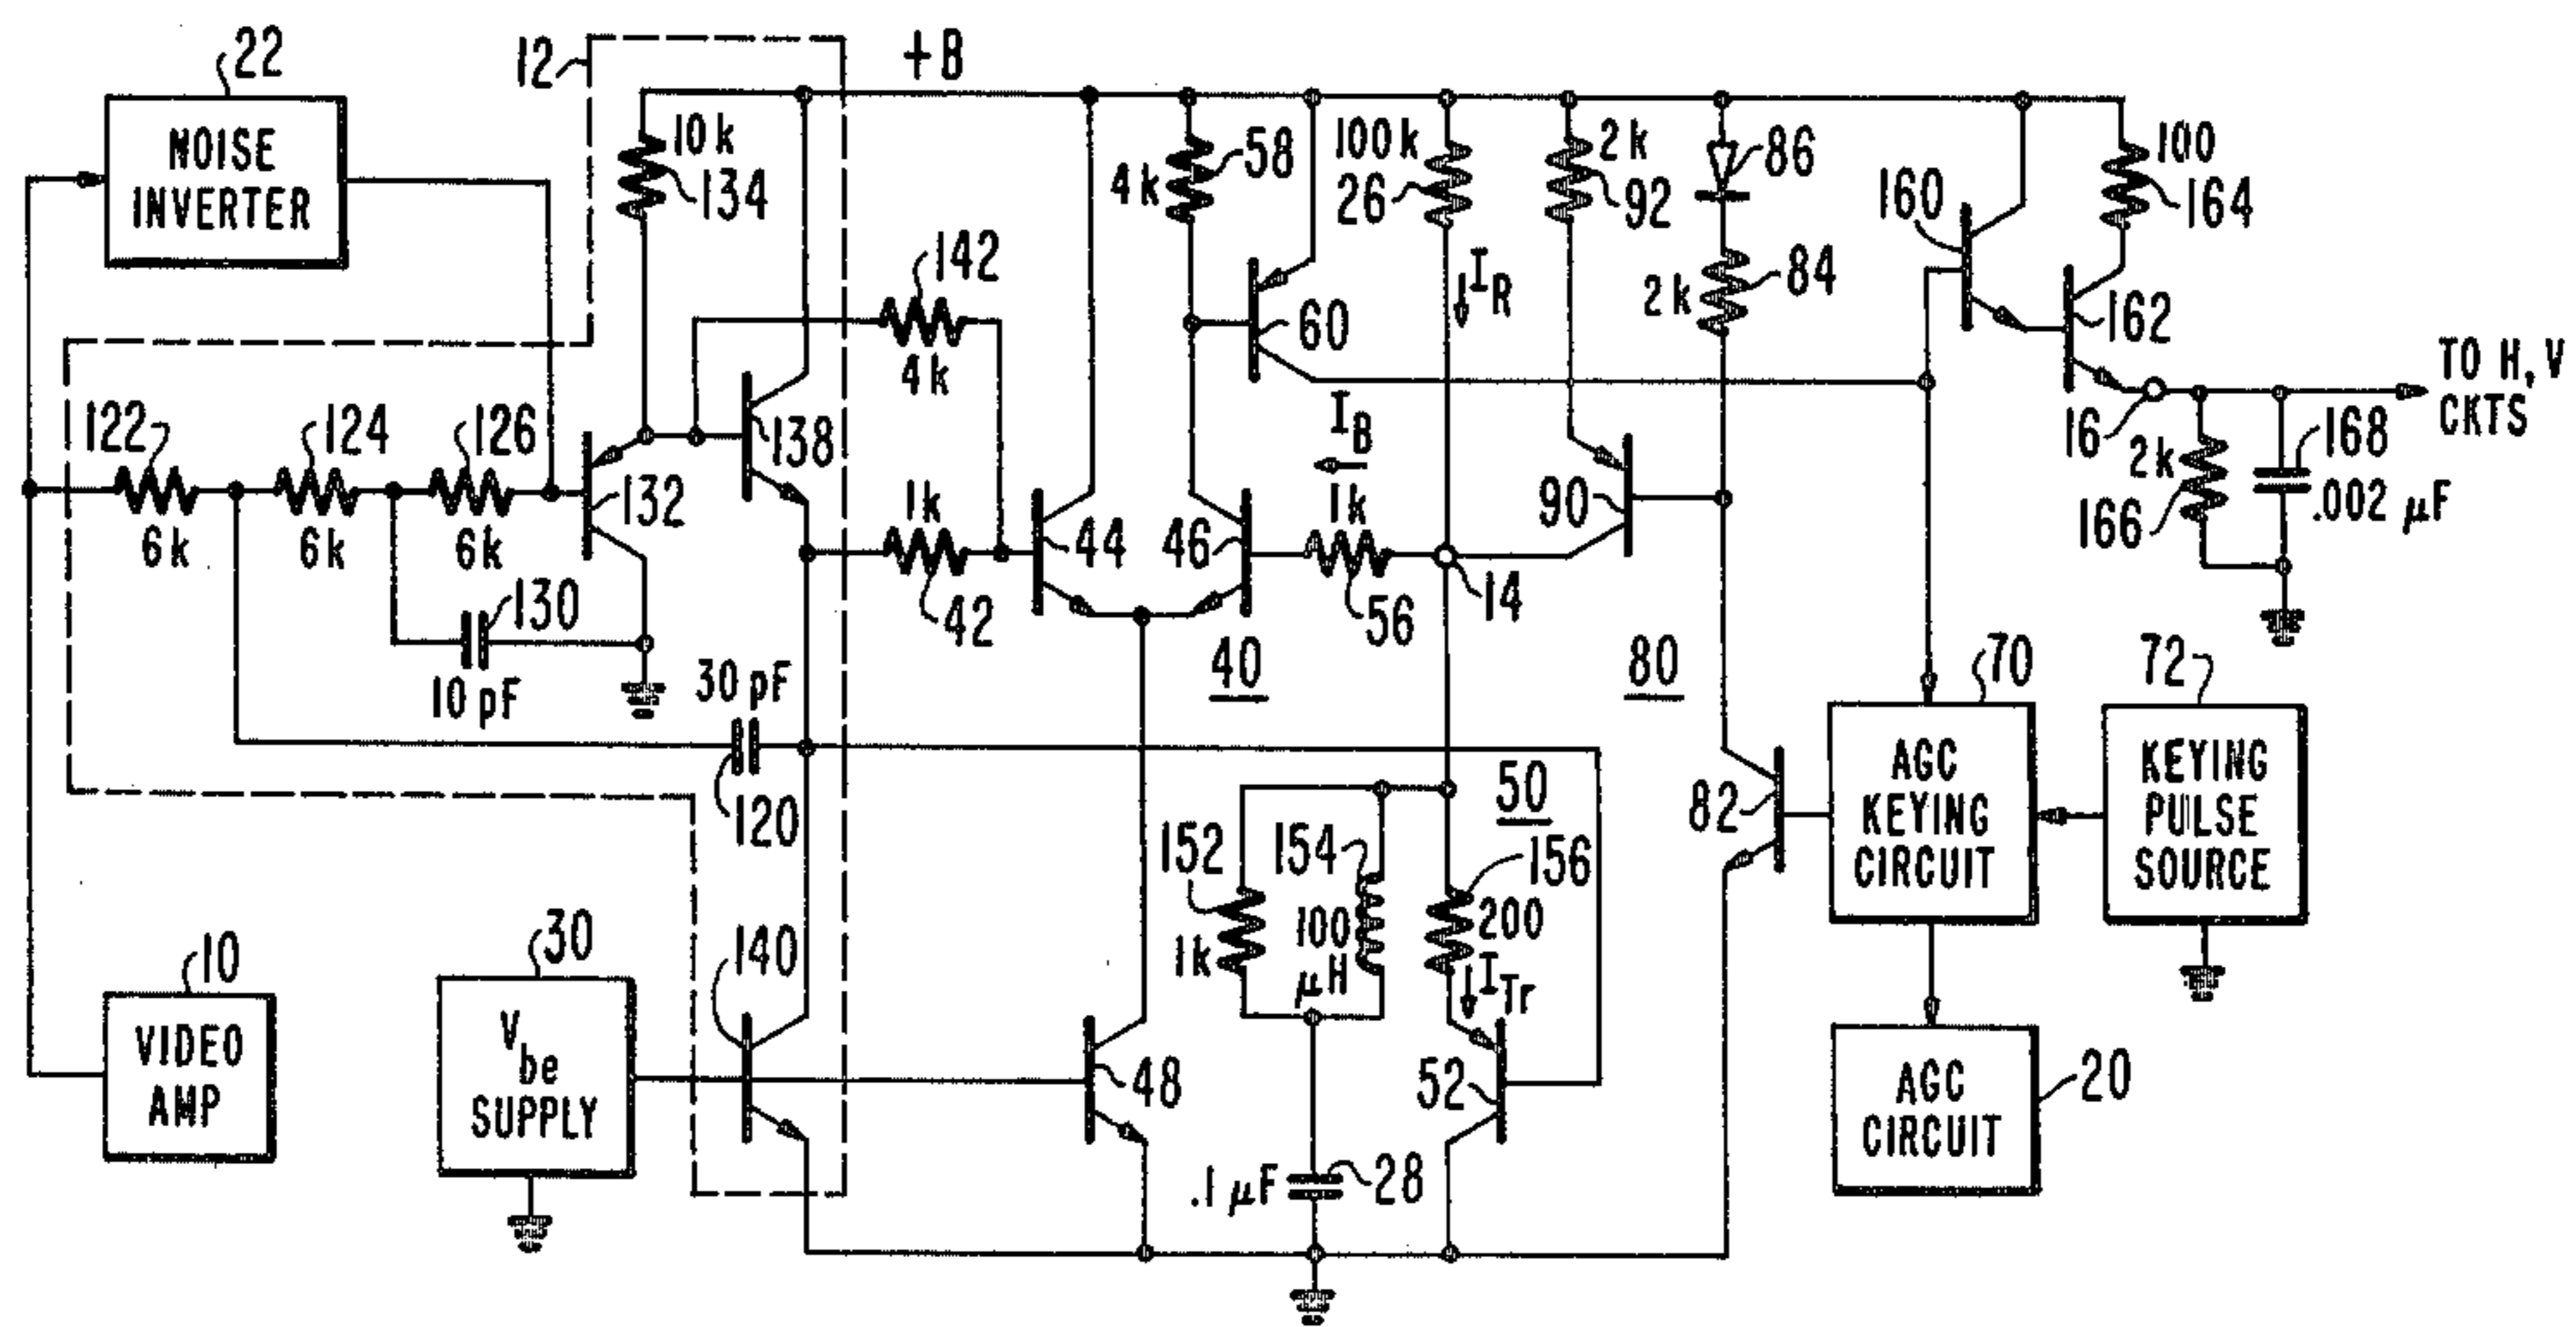 22
12
+B
NOISE
INVERTER
10k
134
4k
58
100k
26
2k
92
86
160
100
164
142
4k
I_R
60
2k
84
162
TO H, V
CKTS
122
124
126
6k
6k
6k
132
138
1k
42
44
46
I_B
1k
56
14
90
16
2k
166
168
.002 μF
130
10 pF
30 pF
120
40
80
70
72
50
152
1k
154
100
μH
156
200
I_Tr
82
AGC
KEYING
CIRCUIT
KEYING
PULSE
SOURCE
10
VIDEO
AMP
30
V_be
SUPPLY
140
48
52
.1 μF
28
AGC
CIRCUIT
20